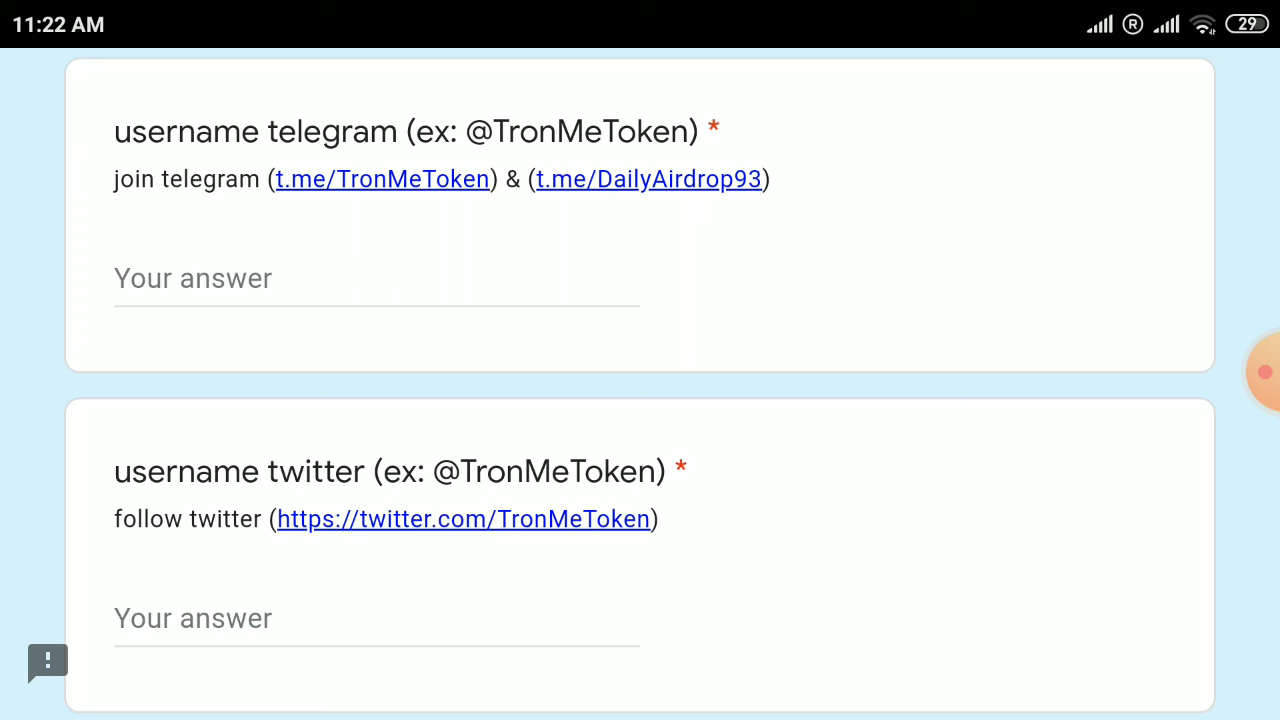 11:22 AM
R
29
username telegram (ex: @TronMeToken) *
join telegram (t.me/TronMeToken) & (t.me/DailyAirdrop93)
Your answer
username twitter (ex: @TronMeToken) *
follow twitter (https://twitter.com/TronMeToken)
Your answer